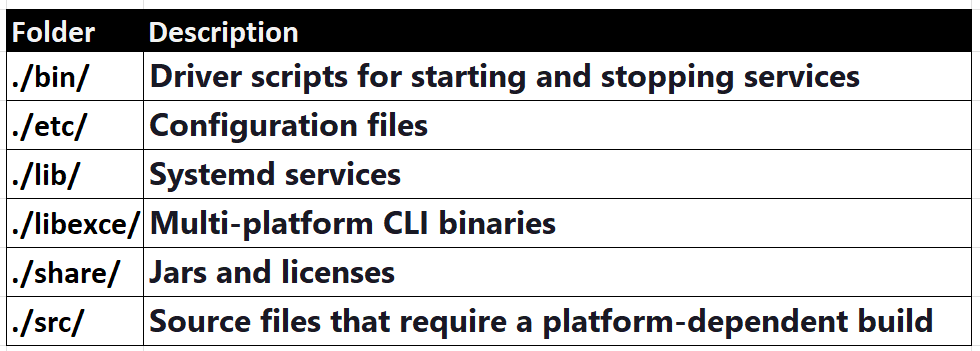 Folder Description
./bin/ Driver scripts for starting and stopping services
./etc/ Configuration files
./lib/ Systemd services
./libexce/ Multi-platform CLI binaries
./share/ Jars and licenses
./src/ Source files that require a platform-dependent build